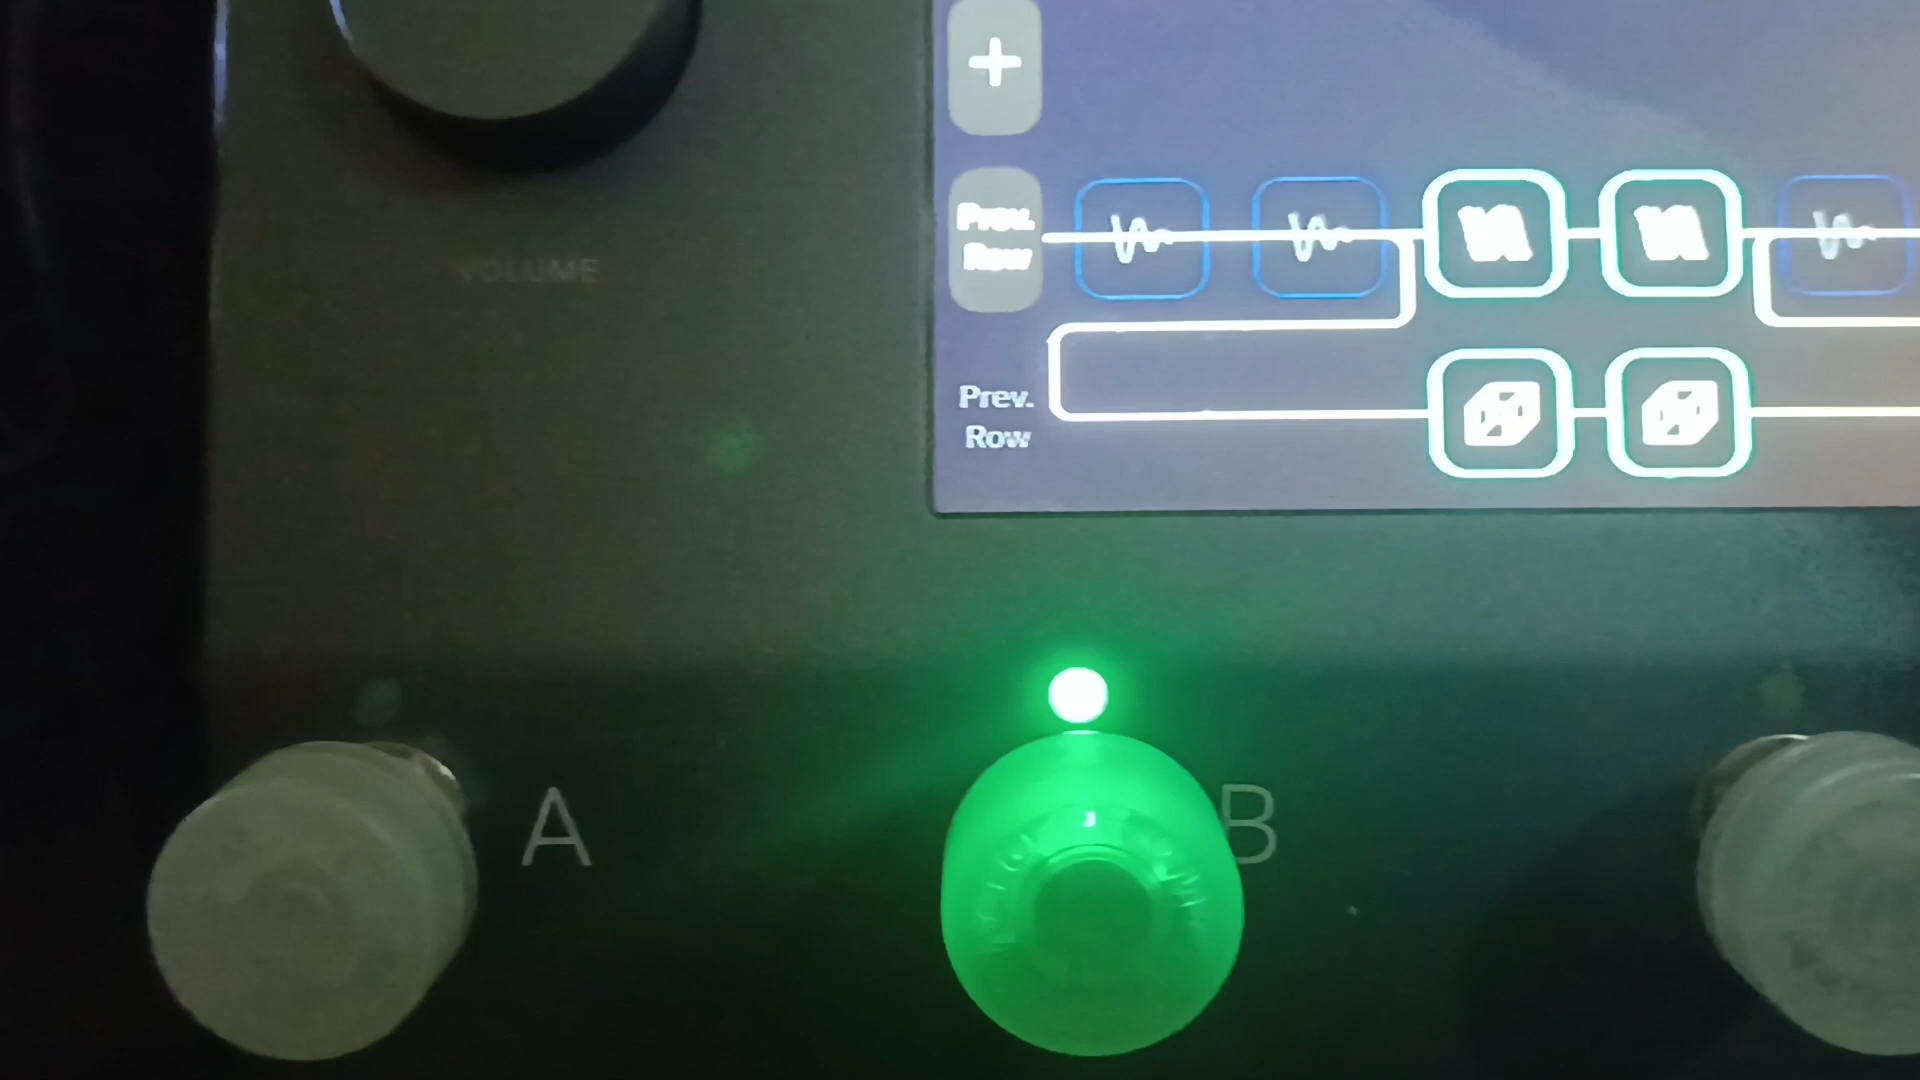 VOLUME
Prev.
Row
Prev.
Row
A
B